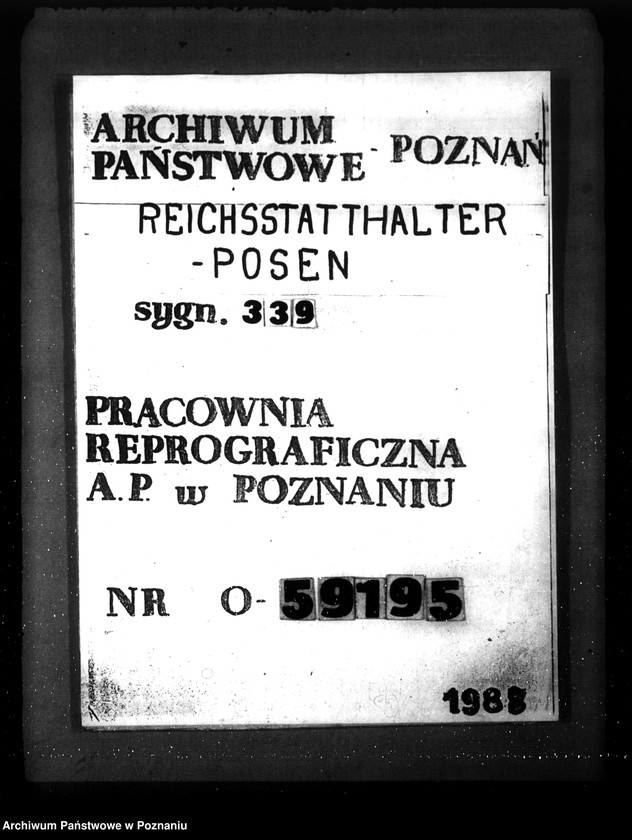 ARCHIWUM
PAŃSTWOWE - POZNAŃ
REICHSSTATTHALTER
-POSEN
sygn. 339
PRACOWNIA
REPROGRAFICZNA
A.P. w POZNANIU
NR O-59195
1988
Archiwum Państwowe w Poznaniu